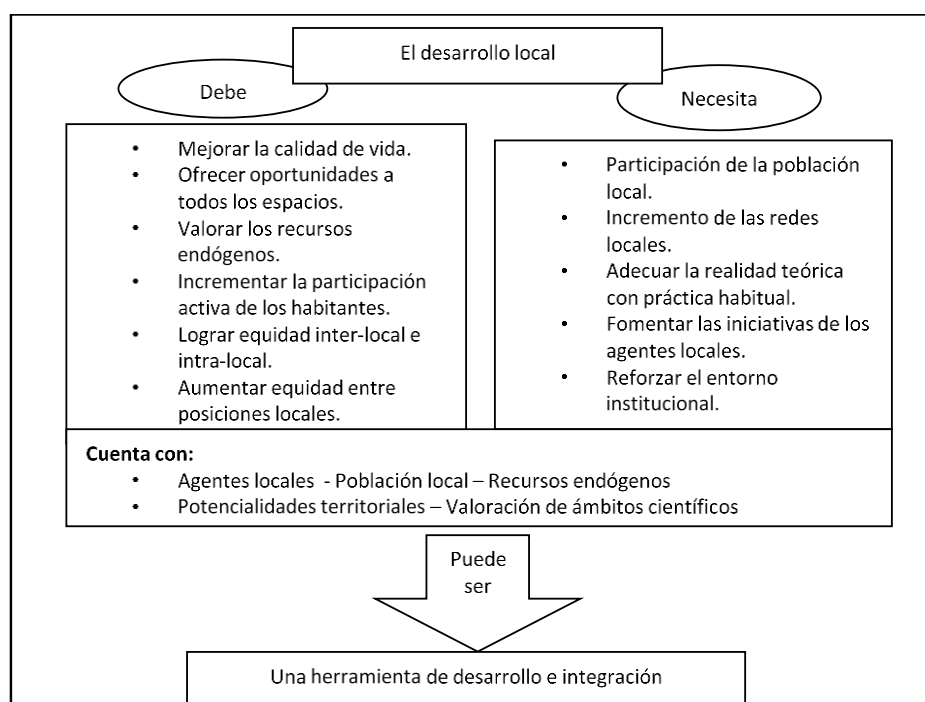 El desarrollo local
Debe
• Mejorar la calidad de vida.
• Ofrecer oportunidades a
todos los espacios.
• Valorar los recursos
endógenos.
• Incrementar la participación
activa de los habitantes.
• Lograr equidad inter-local e
intra-local.
• Aumentar equidad entre
posiciones locales.
Necesita
• Participación de la población
local.
• Incremento de las redes
locales.
• Adecuar la realidad teórica
con práctica habitual.
• Fomentar las iniciativas de los
agentes locales.
• Reforzar el entorno
institucional.
Cuenta con:
• Agentes locales - Población local – Recursos endógenos
• Potencialidades territoriales – Valoración de ámbitos científicos
Puede
ser
Una herramienta de desarrollo e integración